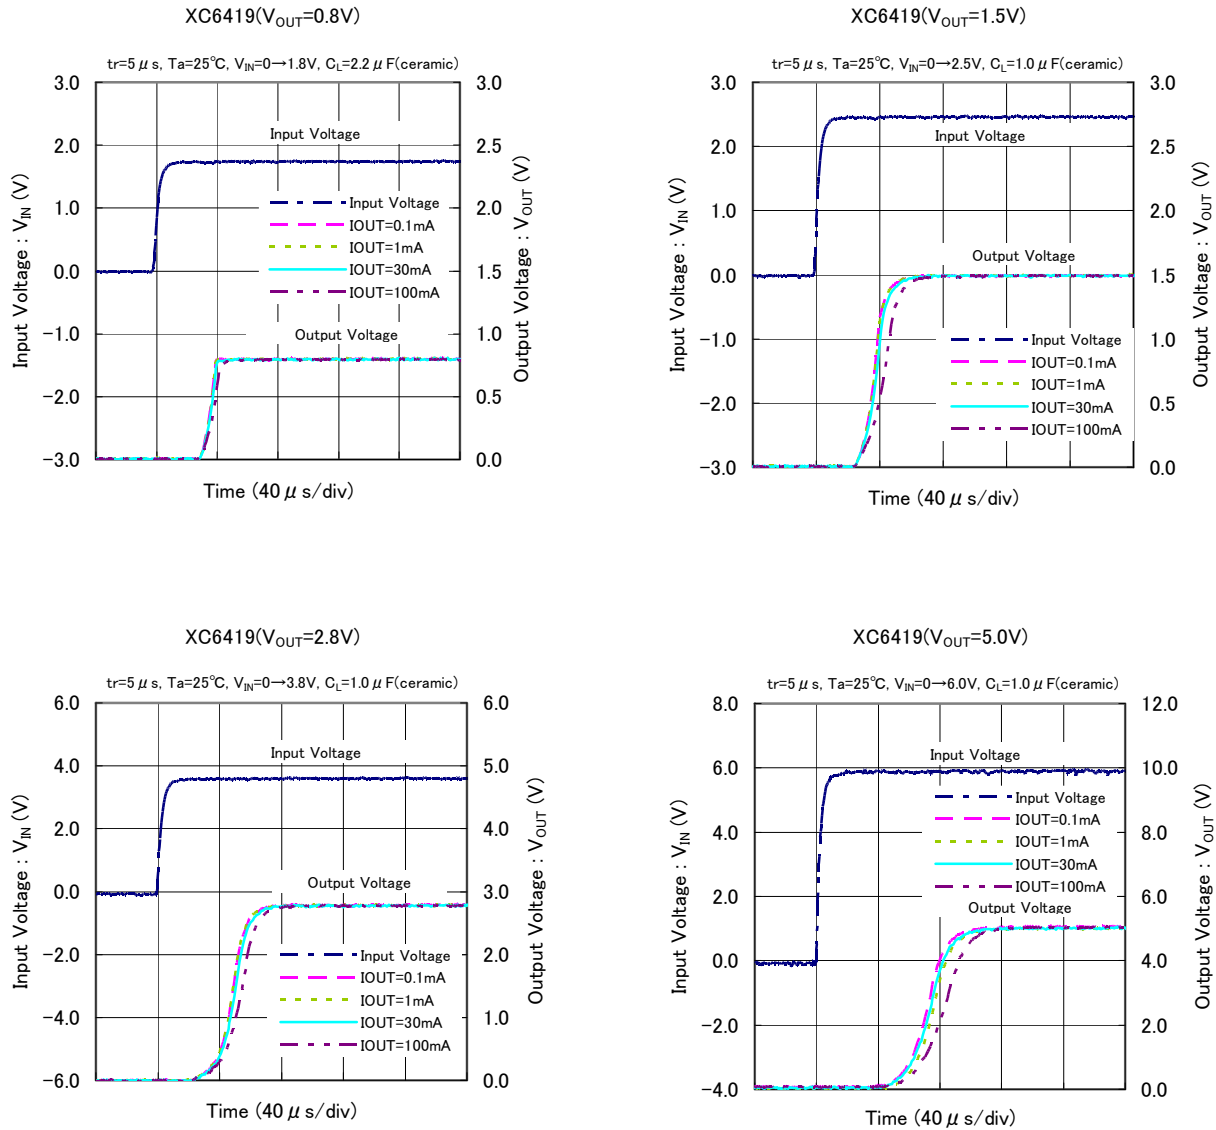 XC6419(VOUT=0.8V)
tr=5μs, Ta=25℃, VIN=0→1.8V, CL=2.2μF(ceramic)
3.0
2.0
1.0
0.0
-1.0
-2.0
-3.0
Input Voltage : VIN (V)
3.0
2.5
2.0
1.5
1.0
0.5
0.0
Output Voltage : VOUT (V)
Input Voltage
Input Voltage
IOUT=0.1mA
IOUT=1mA
IOUT=30mA
IOUT=100mA
Output Voltage
Time (40μs/div)
XC6419(VOUT=1.5V)
tr=5μs, Ta=25℃, VIN=0→2.5V, CL=1.0μF(ceramic)
3.0
2.0
1.0
0.0
-1.0
-2.0
-3.0
Input Voltage : VIN (V)
3.0
2.5
2.0
1.5
1.0
0.5
0.0
Output Voltage : VOUT (V)
Input Voltage
Output Voltage
Input Voltage
IOUT=0.1mA
IOUT=1mA
IOUT=30mA
IOUT=100mA
Time (40μs/div)
XC6419(VOUT=2.8V)
tr=5μs, Ta=25℃, VIN=0→3.8V, CL=1.0μF(ceramic)
6.0
4.0
2.0
0.0
-2.0
-4.0
-6.0
Input Voltage : VIN (V)
6.0
5.0
4.0
3.0
2.0
1.0
0.0
Output Voltage : VOUT (V)
Input Voltage
Output Voltage
Input Voltage
IOUT=0.1mA
IOUT=1mA
IOUT=30mA
IOUT=100mA
Time (40μs/div)
XC6419(VOUT=5.0V)
tr=5μs, Ta=25℃, VIN=0→6.0V, CL=1.0μF(ceramic)
8.0
6.0
4.0
2.0
0.0
-2.0
-4.0
Input Voltage : VIN (V)
12.0
10.0
8.0
6.0
4.0
2.0
0.0
Output Voltage : VOUT (V)
Input Voltage
Input Voltage
IOUT=0.1mA
IOUT=1mA
IOUT=30mA
IOUT=100mA
Output Voltage
Time (40μs/div)